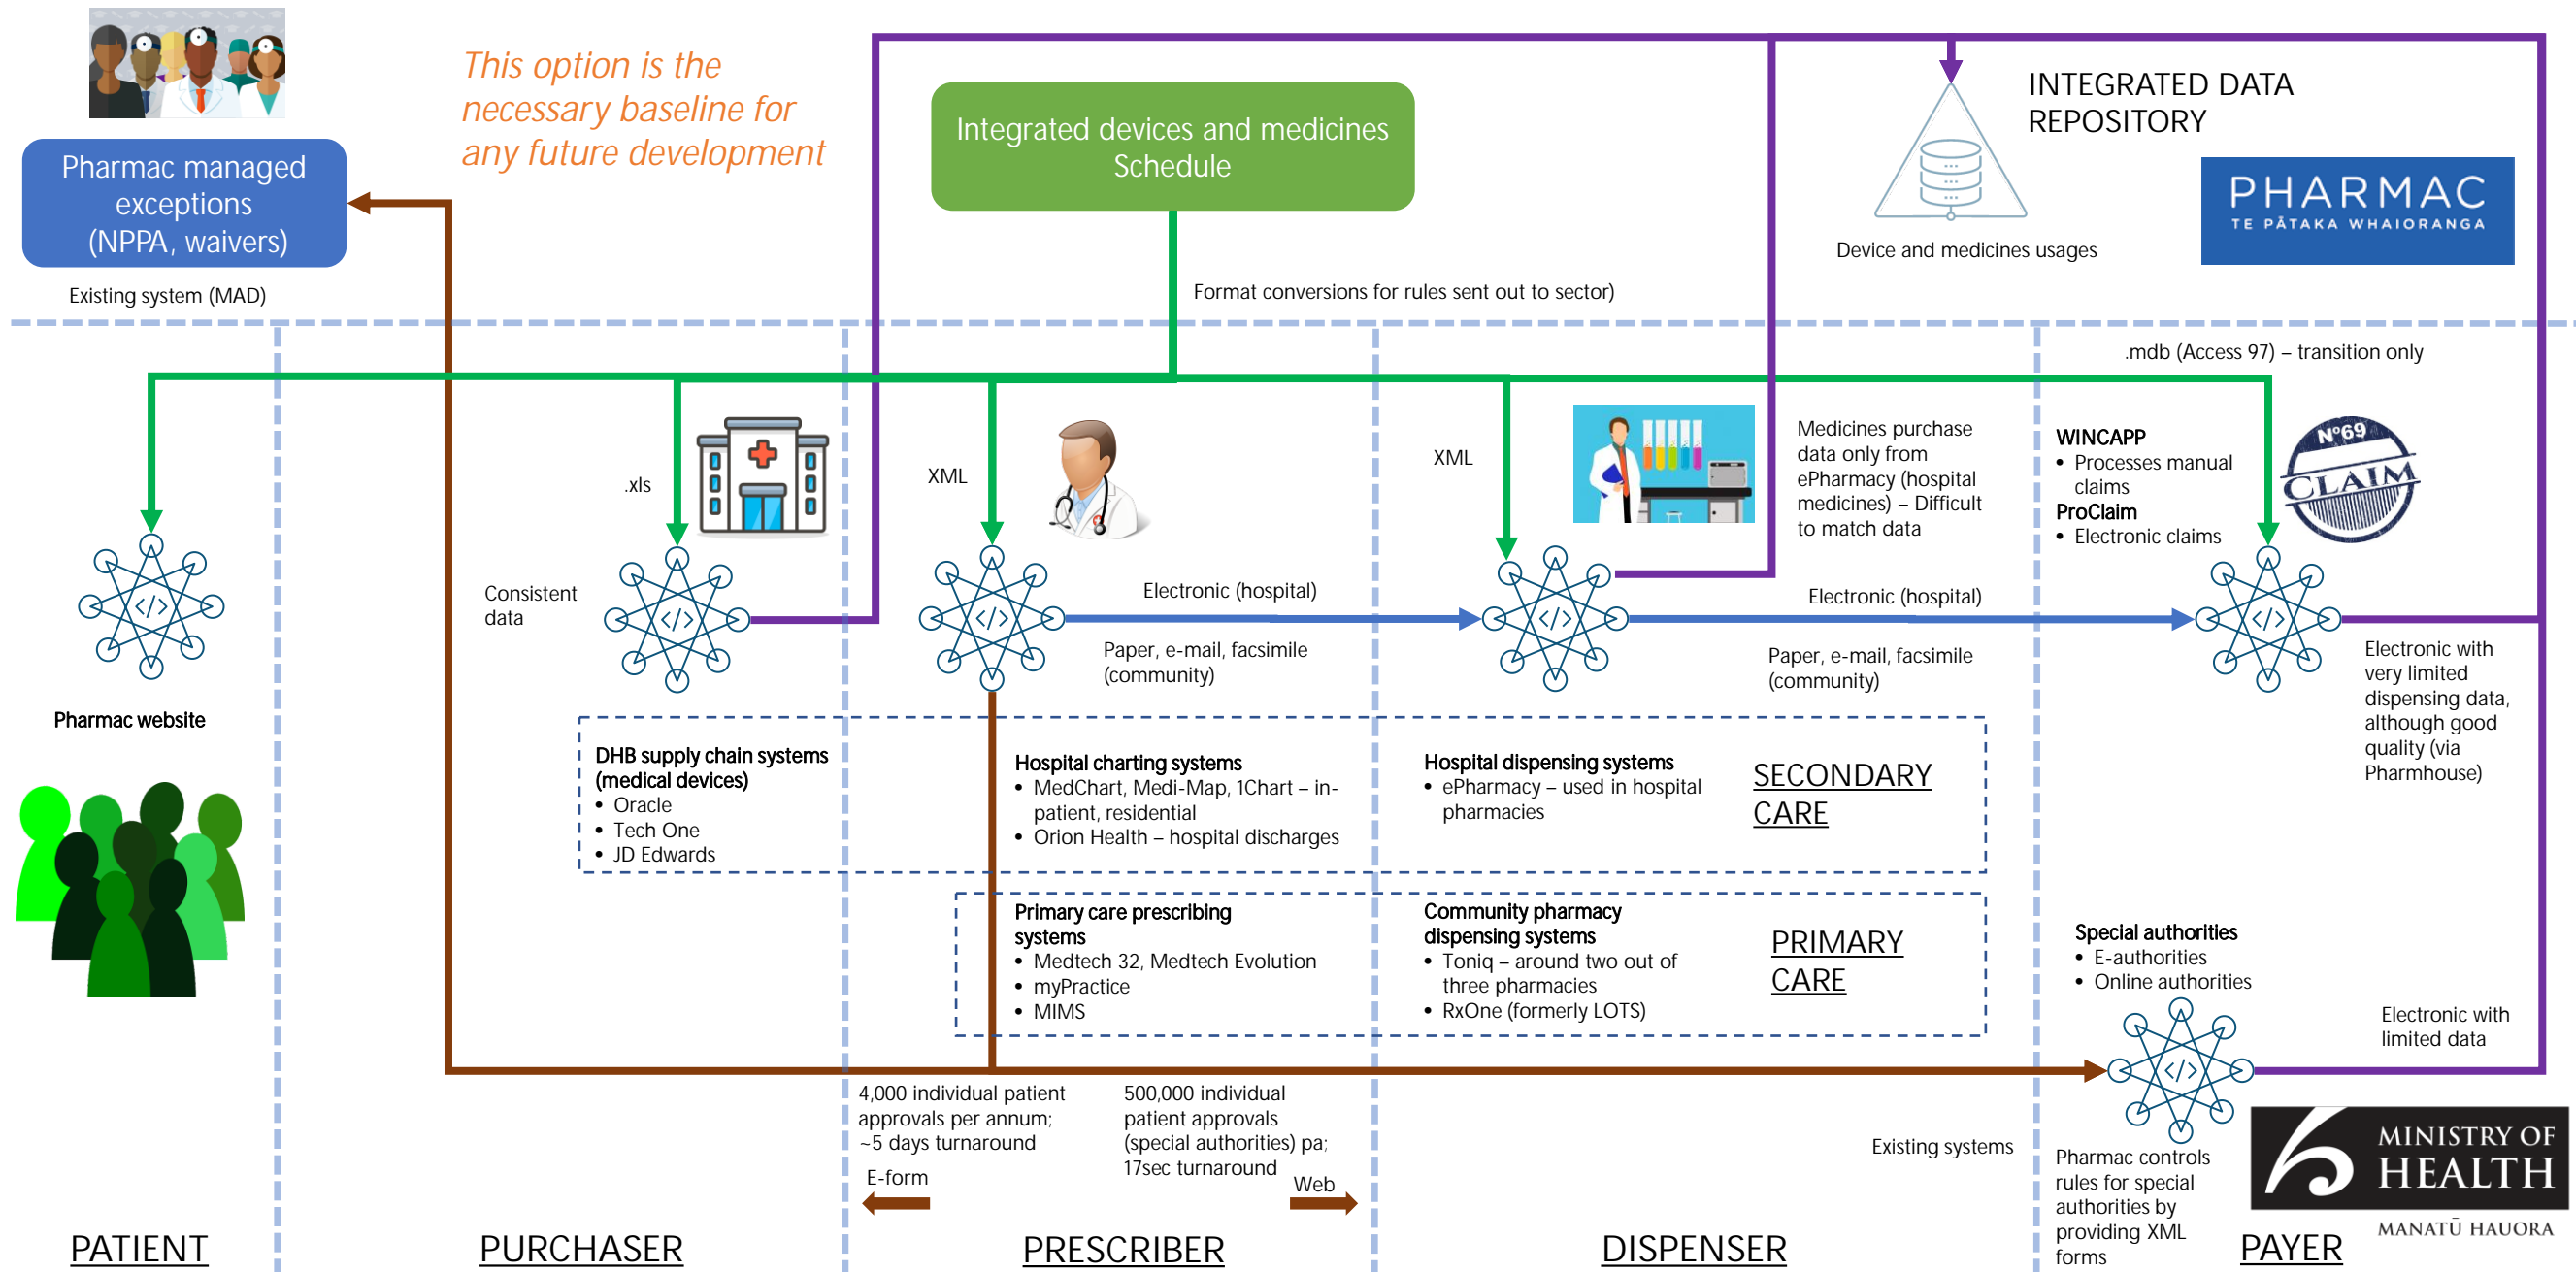 This option is the
necessary baseline for
any future development
Pharmac managed
exceptions
(NPPA, waivers)
Existing system (MAD)
Integrated devices and medicines
Schedule
Format conversions for rules sent out to sector)
INTEGRATED DATA
REPOSITORY
Device and medicines usages
PHARMAC
TE PĀTAKA WHAIORANGA
.mdb (Access 97) – transition only
.xls
XML
XML
Medicines purchase
data only from
ePharmacy (hospital
medicines) – Difficult
to match data
WINCAPP
• Processes manual
claims
ProClaim
• Electronic claims
Nº69
CLAIM
Consistent
data
</>
</>
</>
</>
</>
Electronic (hospital)
Paper, e-mail, facsimile
(community)
Electronic (hospital)
Paper, e-mail, facsimile
(community)
Electronic with
very limited
dispensing data,
although good
quality (via
Pharmhouse)
Pharmac website
DHB supply chain systems
(medical devices)
• Oracle
• Tech One
• JD Edwards
Hospital charting systems
• MedChart, Medi-Map, 1Chart – in-
patient, residential
• Orion Health – hospital discharges
Hospital dispensing systems
• ePharmacy – used in hospital
pharmacies
SECONDARY
CARE
Primary care prescribing
systems
• Medtech 32, Medtech Evolution
• myPractice
• MIMS
Community pharmacy
dispensing systems
• Toniq – around two out of
three pharmacies
• RxOne (formerly LOTS)
PRIMARY
CARE
Special authorities
• E-authorities
• Online authorities
</>
Electronic with
limited data
4,000 individual patient
approvals per annum;
~5 days turnaround
E-form
500,000 individual
patient approvals
(special authorities) pa;
17sec turnaround
Web
Existing systems
Pharmac controls
rules for special
authorities by
providing XML
forms
MINISTRY OF
HEALTH
MANATŪ HAUORA
PATIENT
PURCHASER
PRESCRIBER
DISPENSER
PAYER